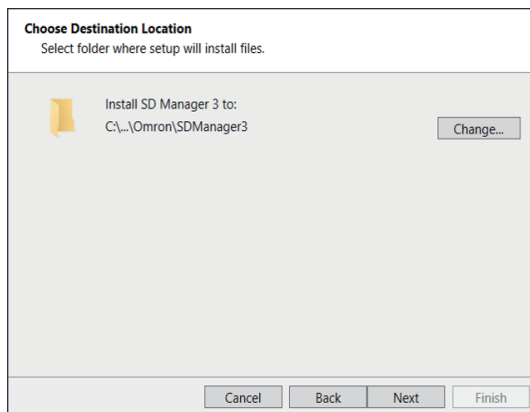 Choose Destination Location
Select folder where setup will install files.
Install SD Manager 3 to:
C:\...\Omron\SDManager3
Change...
Cancel
Back
Next
Finish